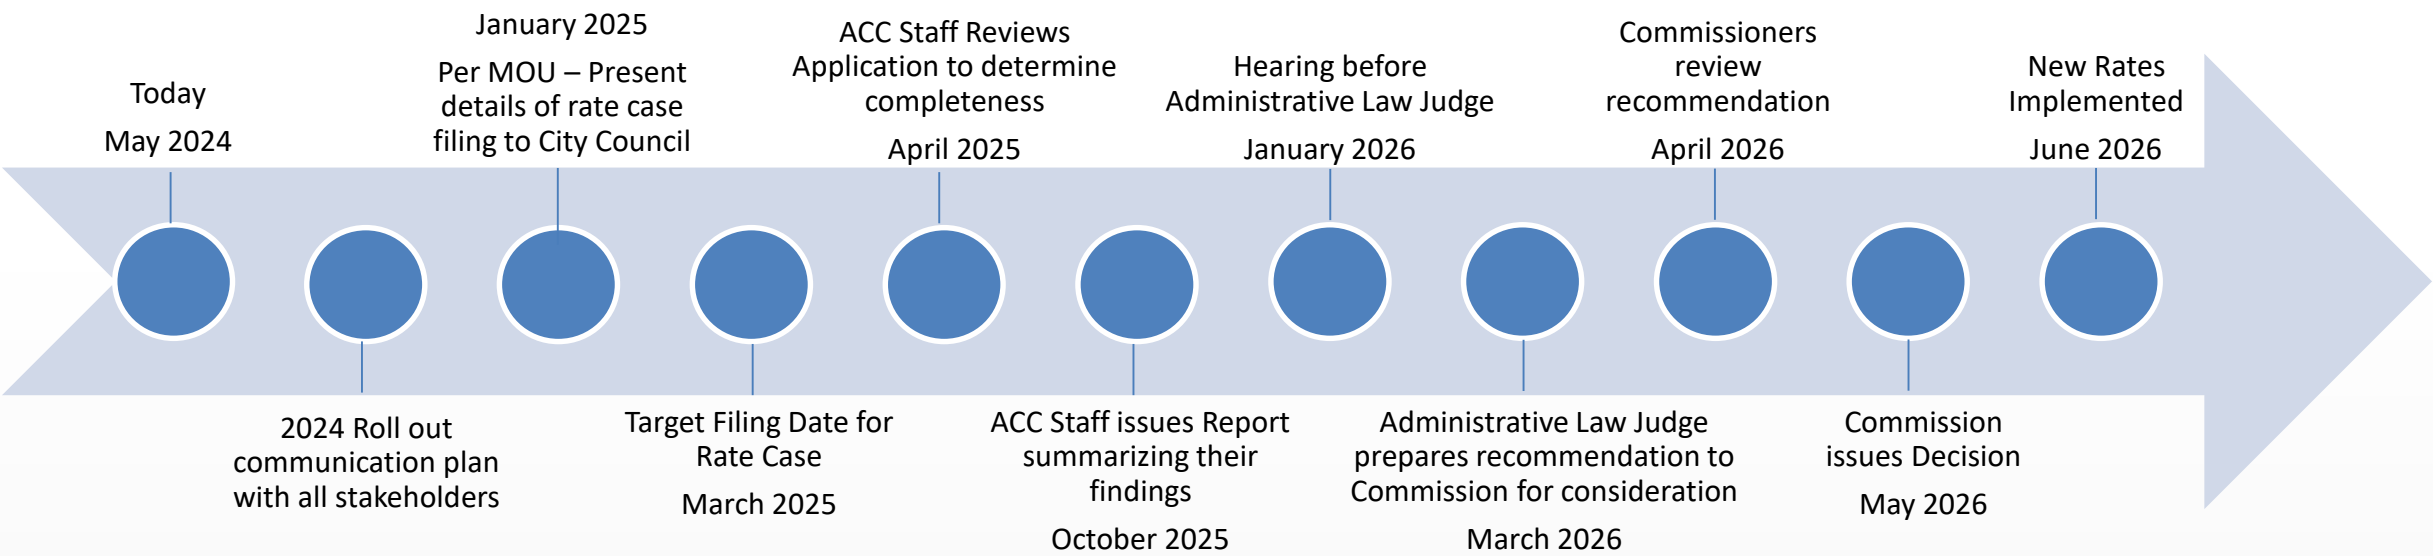 Today
May 2024
2024 Roll out
communication plan
with all stakeholders
January 2025
Per MOU – Present
details of rate case
filing to City Council
Target Filing Date for
Rate Case
March 2025
ACC Staff Reviews
Application to determine
completeness
April 2025
ACC Staff issues Report
summarizing their
findings
October 2025
Hearing before
Administrative Law Judge
January 2026
Administrative Law Judge
prepares recommendation to
Commission for consideration
March 2026
Commissioners
review
recommendation
April 2026
Commission
issues Decision
May 2026
New Rates
Implemented
June 2026